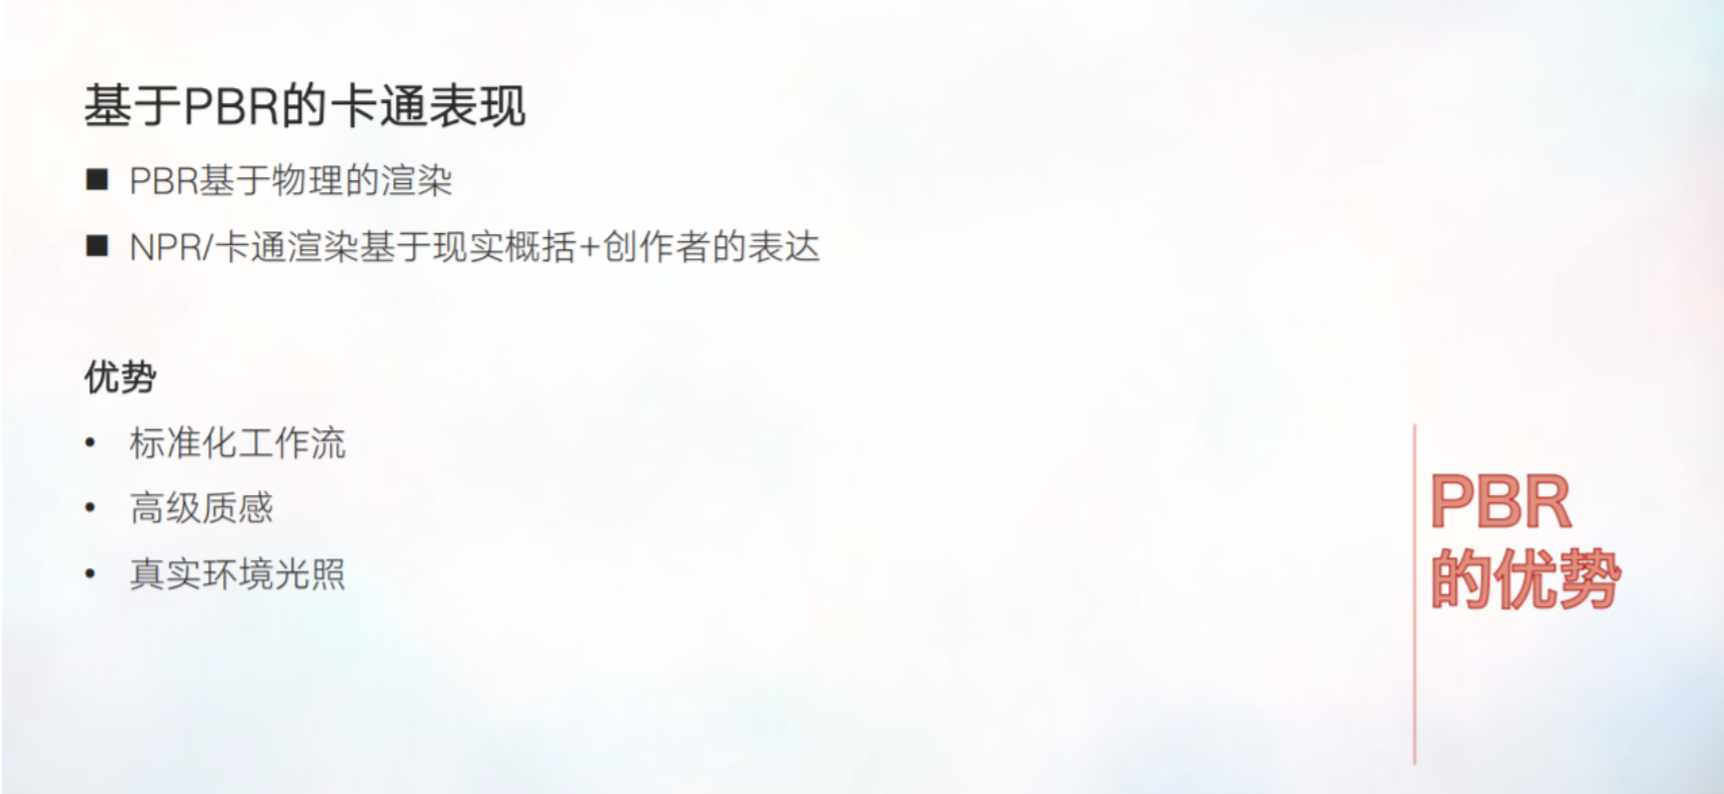 基于PBR的卡通表现
■ PBR基于物理的渲染
■ NPR/卡通渲染基于现实概括+创作者的表达
优势
• 标准化工作流
• 高级质感
• 真实环境光照
PBR
的优势